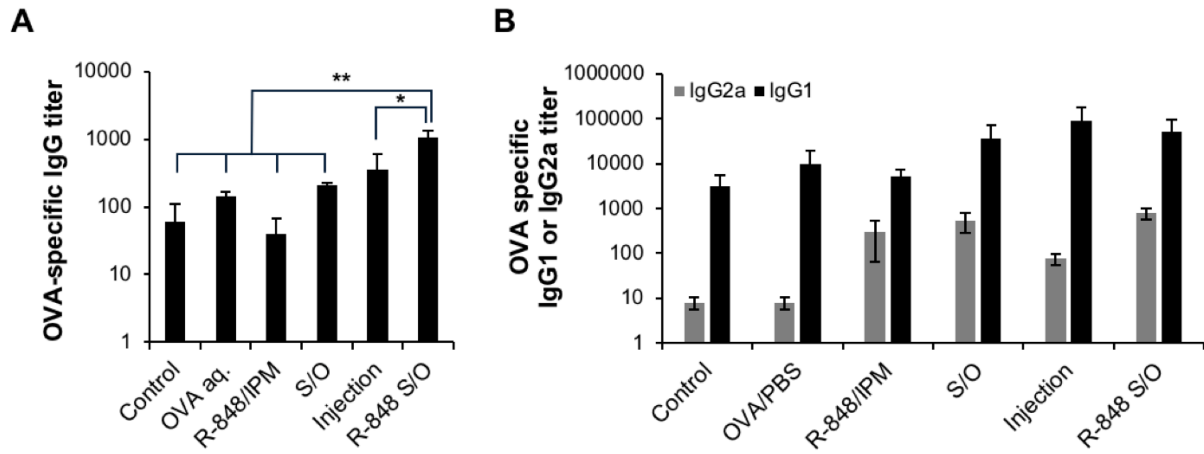 A
OVA-specific IgG titer
10000
1000
100
10
1
**
*
Control
OVA aq.
R-848/IPM
S/O
Injection
R-848 S/O
B
OVA specific
IgG1 or IgG2a titer
1000000
100000
10000
1000
100
10
1
IgG2a IgG1
Control
OVA/PBS
R-848/IPM
S/O
Injection
R-848 S/O